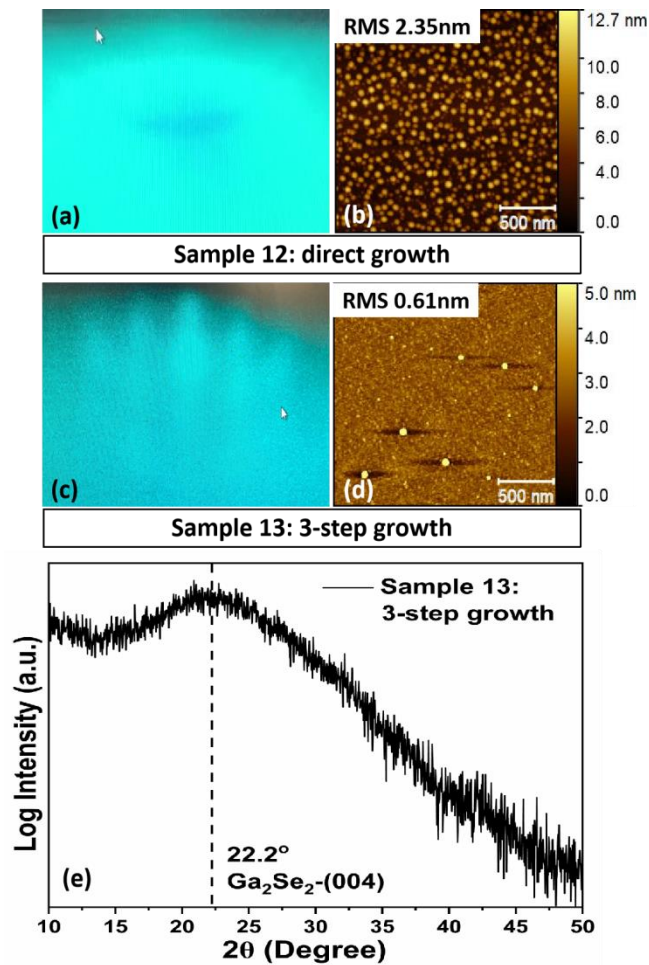 (a)
RMS 2.35nm
(b)
500 nm
12.7 nm
10.0
8.0
6.0
4.0
2.0
0.0
Sample 12: direct growth
(c)
RMS 0.61nm
(d)
500 nm
5.0 nm
4.0
3.0
2.0
1.0
0.0
Sample 13: 3-step growth
Log Intensity (a.u.)
Sample 13:
3-step growth
22.2°
Ga₂Se₂-(004)
(e)
10 15 20 25 30 35 40 45 50
2θ (Degree)